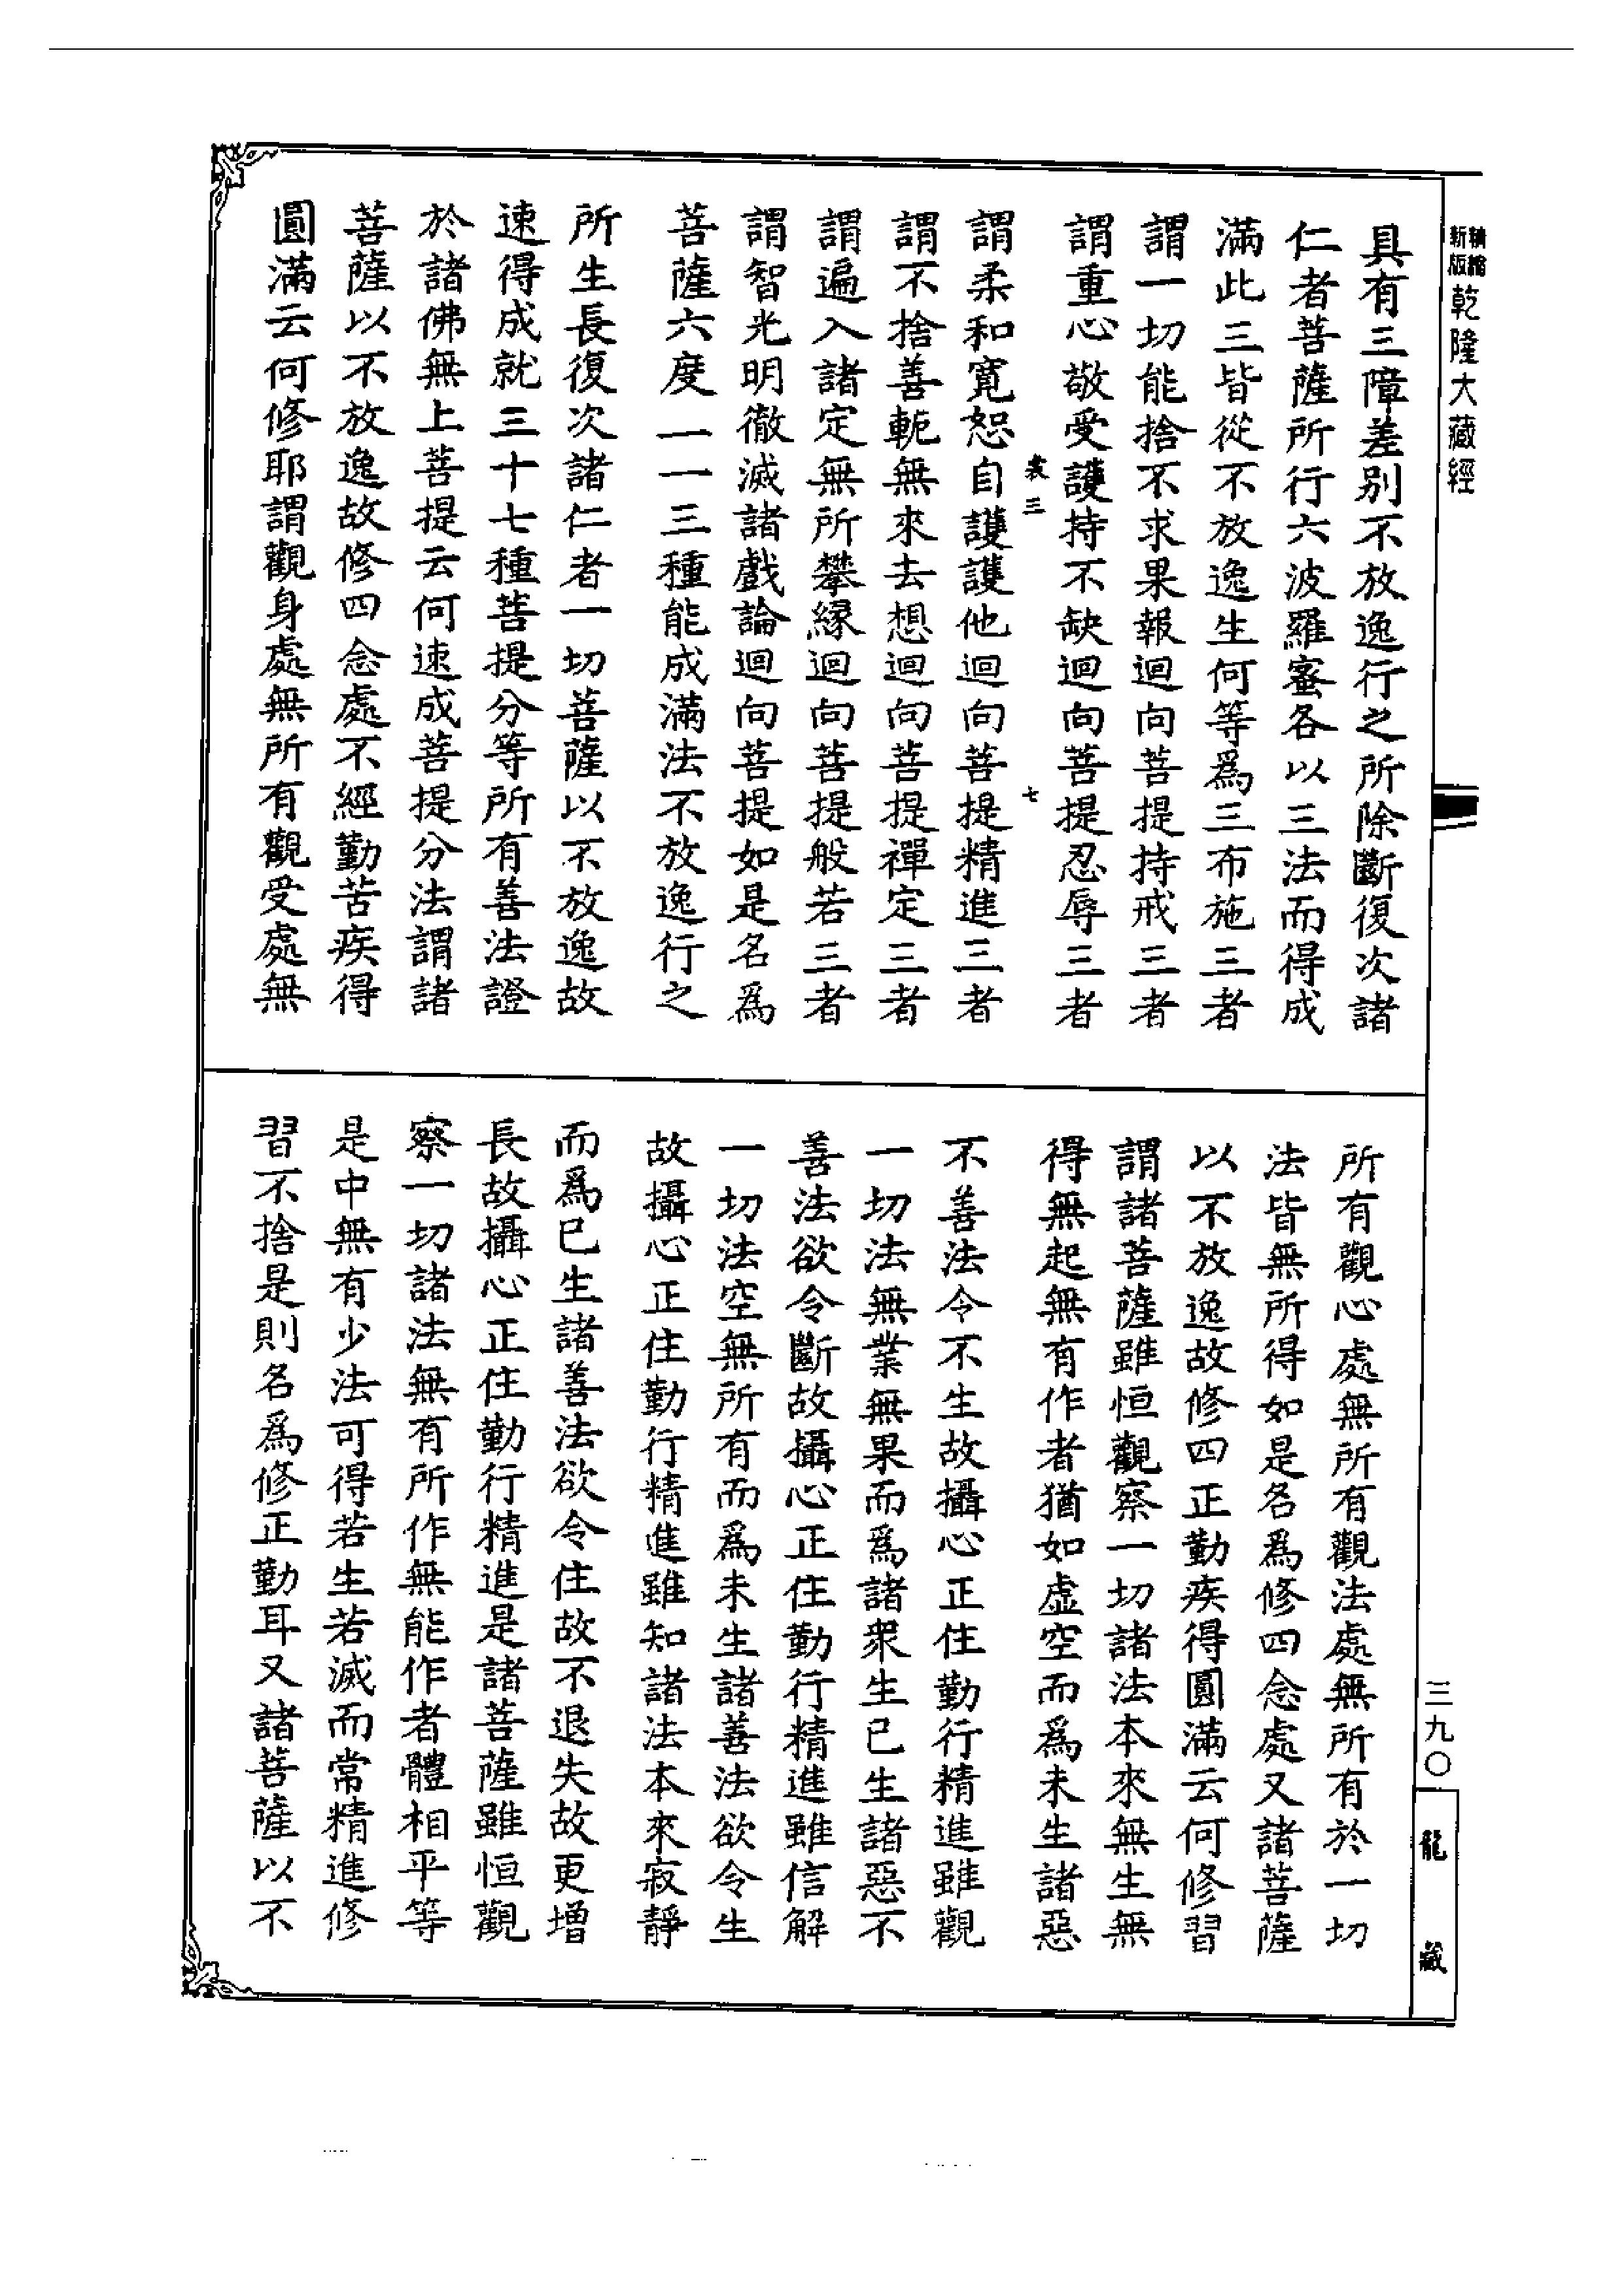 新版精縮乾隆大藏經
具有三障差別不放逸行之所除斷復次諸
仁者菩薩所行六波羅蜜各以三法而得成
滿此三皆從不放逸生何等爲三布施三者
謂一切能捨不求果報迴向菩提持戒三者
謂重心敬受護持不缺迴向菩提忍辱三者
裳三 七
謂柔和寬恕自護護他迴向菩提精進三者
謂不捨善軛無來去想迴向菩提禪定三者
謂遍入諸定無所攀緣迴向菩提般若三者
謂智光明徹滅諸戲論迴向菩提如是名爲
菩薩六度一一三種能成滿法不放逸行之
所生長復次諸仁者一切菩薩以不放逸故
速得成就三十七種菩提分等所有善法證
於諸佛無上菩提云何速成菩提分法謂諸
菩薩以不放逸故修四念處不經勤苦疾得
圓滿云何修耶謂觀身處無所有觀受處無
所有觀心處無所有觀法處無所有於一切
法皆無所得如是名爲修四念處又諸菩薩
以不放逸故修四正勤疾得圓滿云何修習
謂諸菩薩雖恒觀察一切諸法本來無生無
得無起無有作者猶如虛空而爲未生諸惡
不善法令不生故攝心正住勤行精進雖觀
一切法無業無果而爲諸眾生已生諸惡不
善法欲令斷故攝心正住勤行精進雖信解
一切法空無所有而爲未生諸善法欲令生
故攝心正住勤行精進雖知諸法本來寂靜
而爲已生諸善法欲令住故不退失故更增
長故攝心正住勤行精進是諸菩薩雖恒觀
察一切諸法無有所作無能作者體相平等
是中無有少法可得若生若滅而常精進修
習不捨是則名爲修正勤耳又諸菩薩以不
三九〇
龍藏